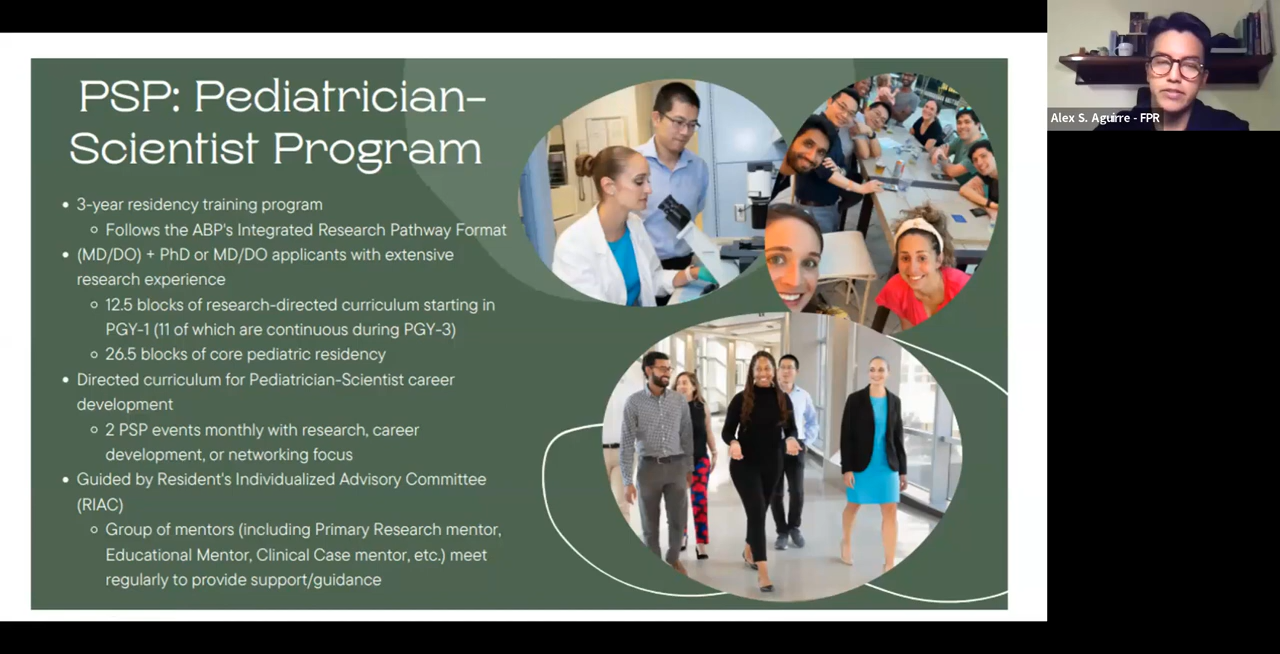 PSP: Pediatrician-
Scientist Program
• 3-year residency training program
◦ Follows the ABP's Integrated Research Pathway Format
• (MD/DO) + PhD or MD/DO applicants with extensive
research experience
◦ 12.5 blocks of research-directed curriculum starting in
PGY-1 (11 of which are continuous during PGY-3)
◦ 26.5 blocks of core pediatric residency
• Directed curriculum for Pediatrician-Scientist career
development
◦ 2 PSP events monthly with research, career
development, or networking focus
• Guided by Resident's Individualized Advisory Committee
(RIAC)
◦ Group of mentors (including Primary Research mentor,
Educational Mentor, Clinical Case mentor, etc.) meet
regularly to provide support/guidance
Alex S. Aguirre - FPR